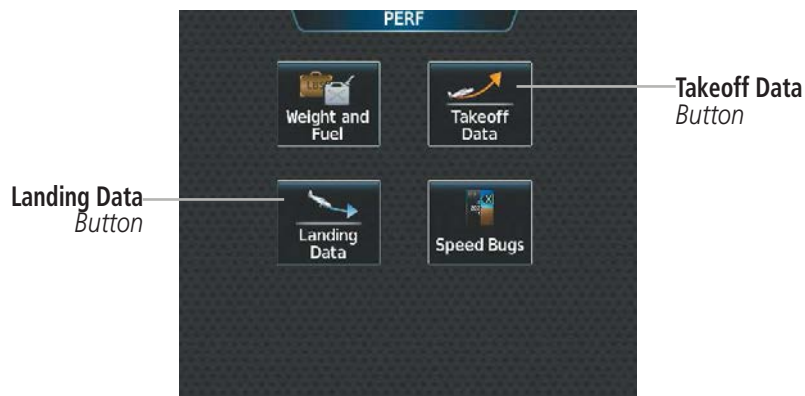 PERF
Weight and
Fuel
Takeoff
Data
Takeoff Data
Button
Landing Data
Button
Landing
Data
Speed Bugs